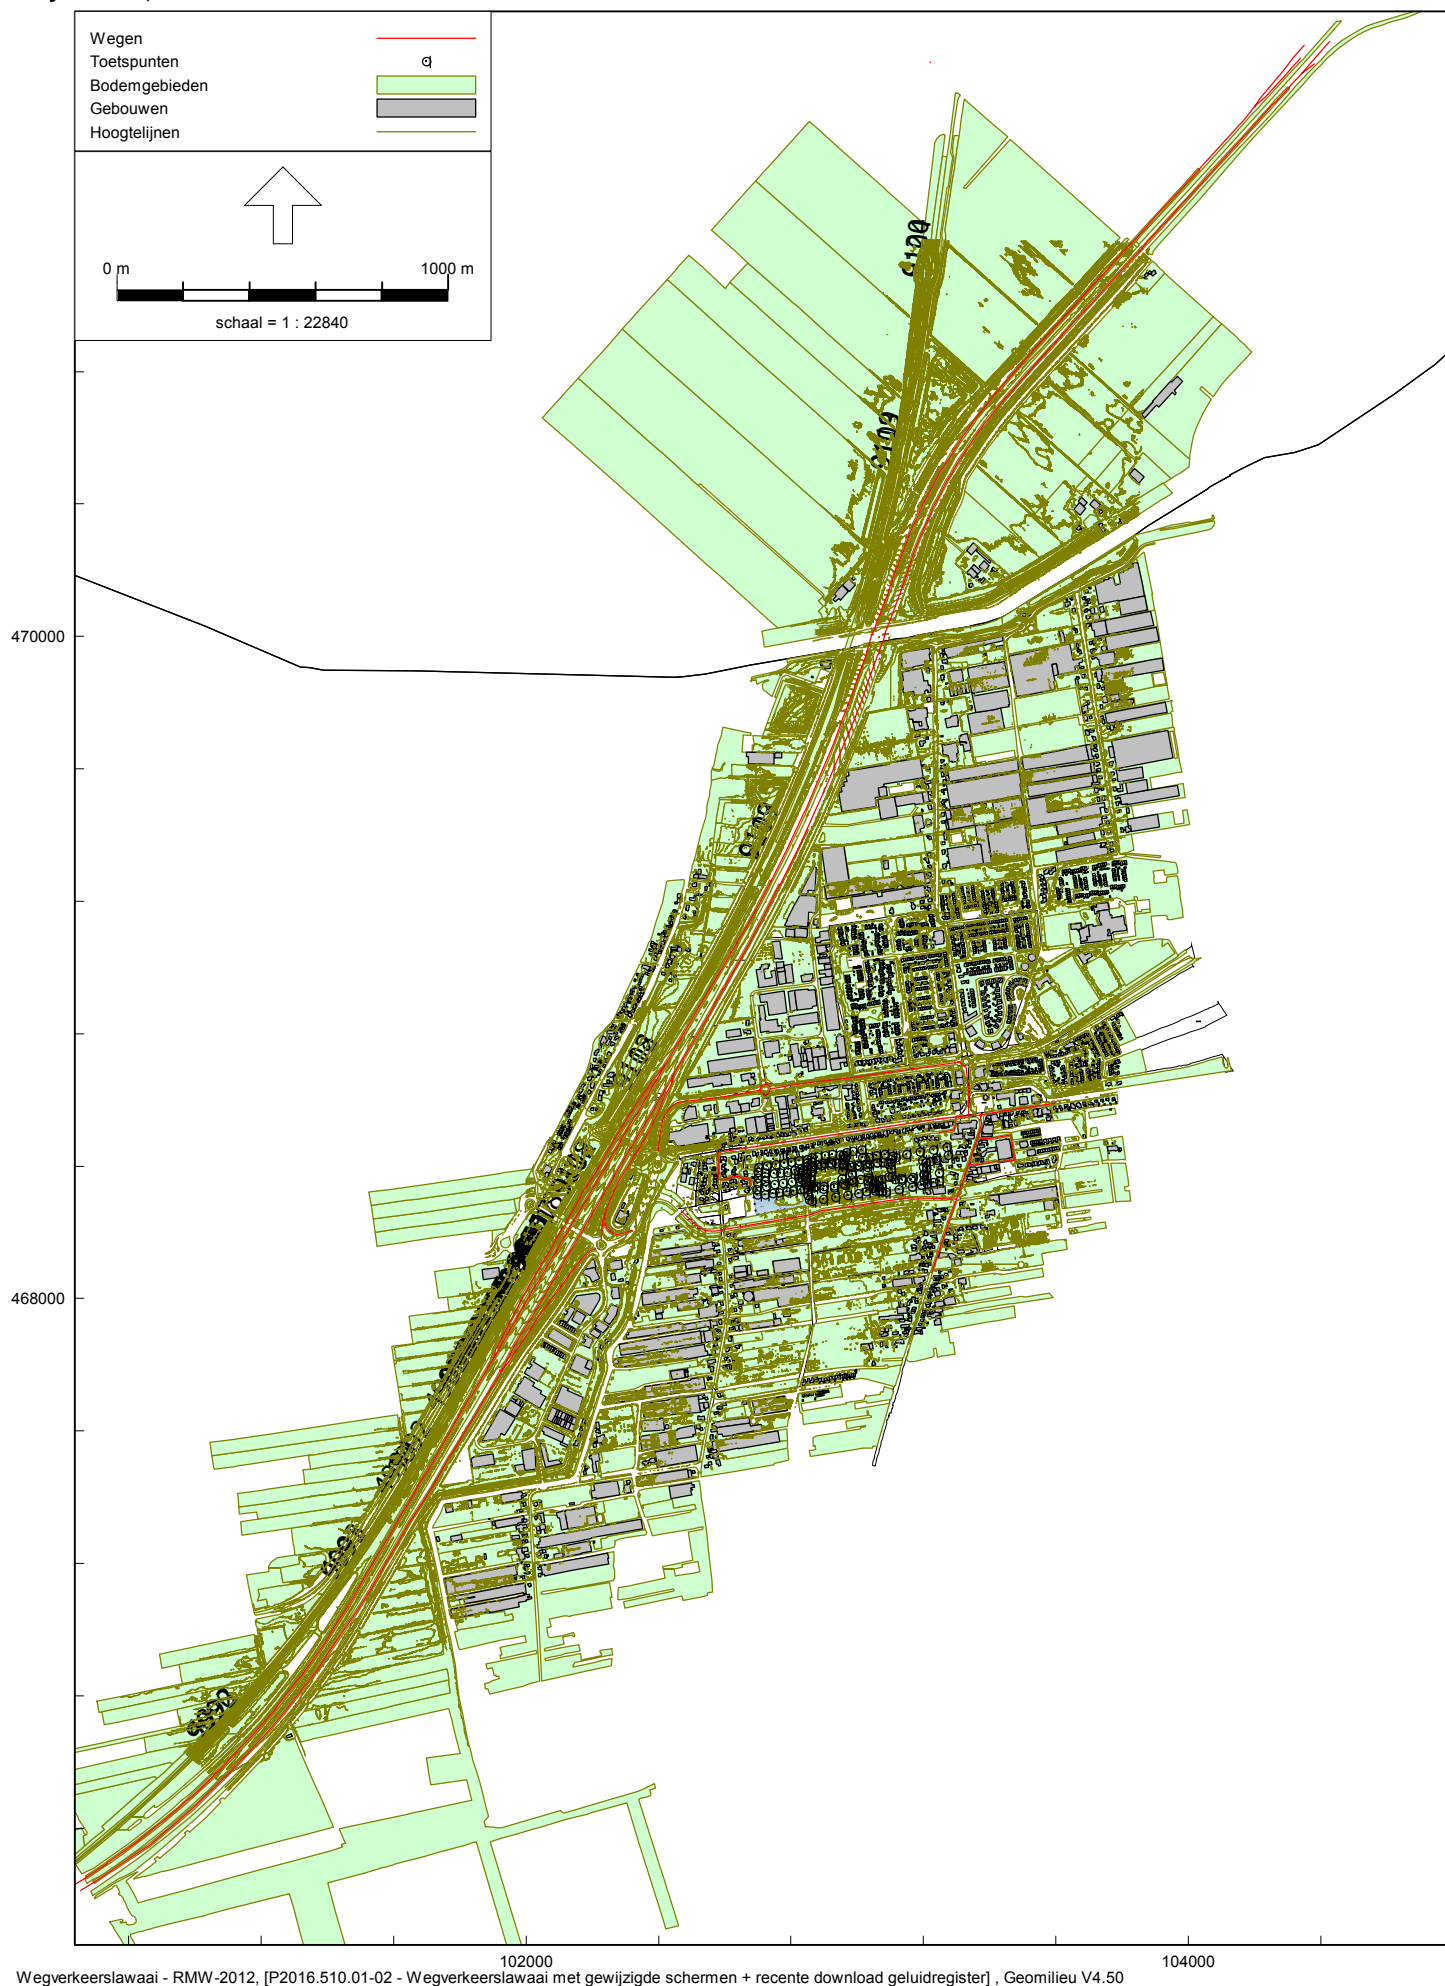 Wegen
Toetspunten
Bodemgebieden
Gebouwen
Hoogtelijnen
0 m 1000 m
schaal = 1 : 22840
470000
468000
102000 104000
Wegverkeerslawaai - RMW-2012, [P2016.510.01-02 - Wegverkeerslawaai met gewijzigde schermen + recente download geluidregister] , Geomilieu V4.50